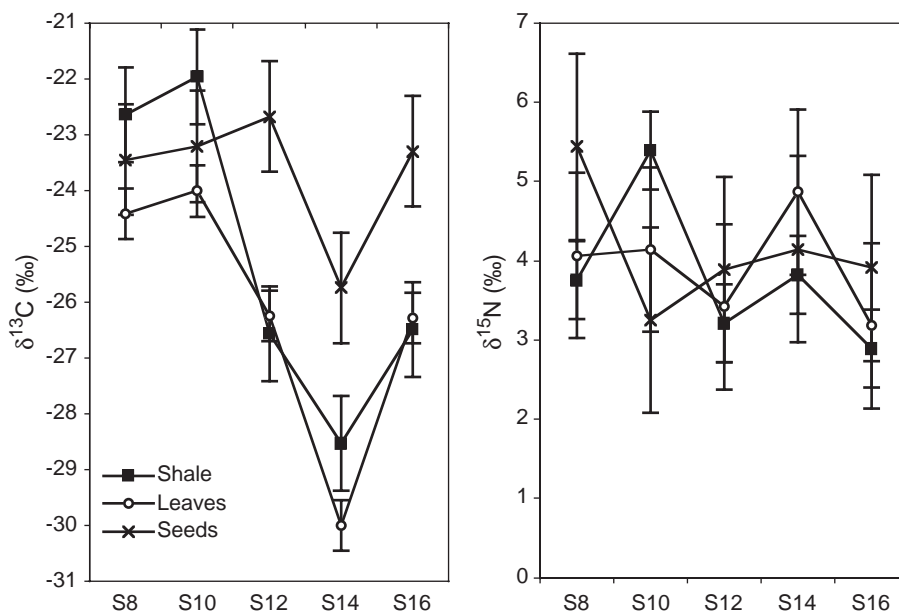 -21
-22
-23
-24
-25
-26
-27
-28
-29
-30
-31
δ13C (‰)
Shale
Leaves
Seeds
S8 S10 S12 S14 S16
7
6
5
4
3
2
1
0
δ15N (‰)
S8 S10 S12 S14 S16